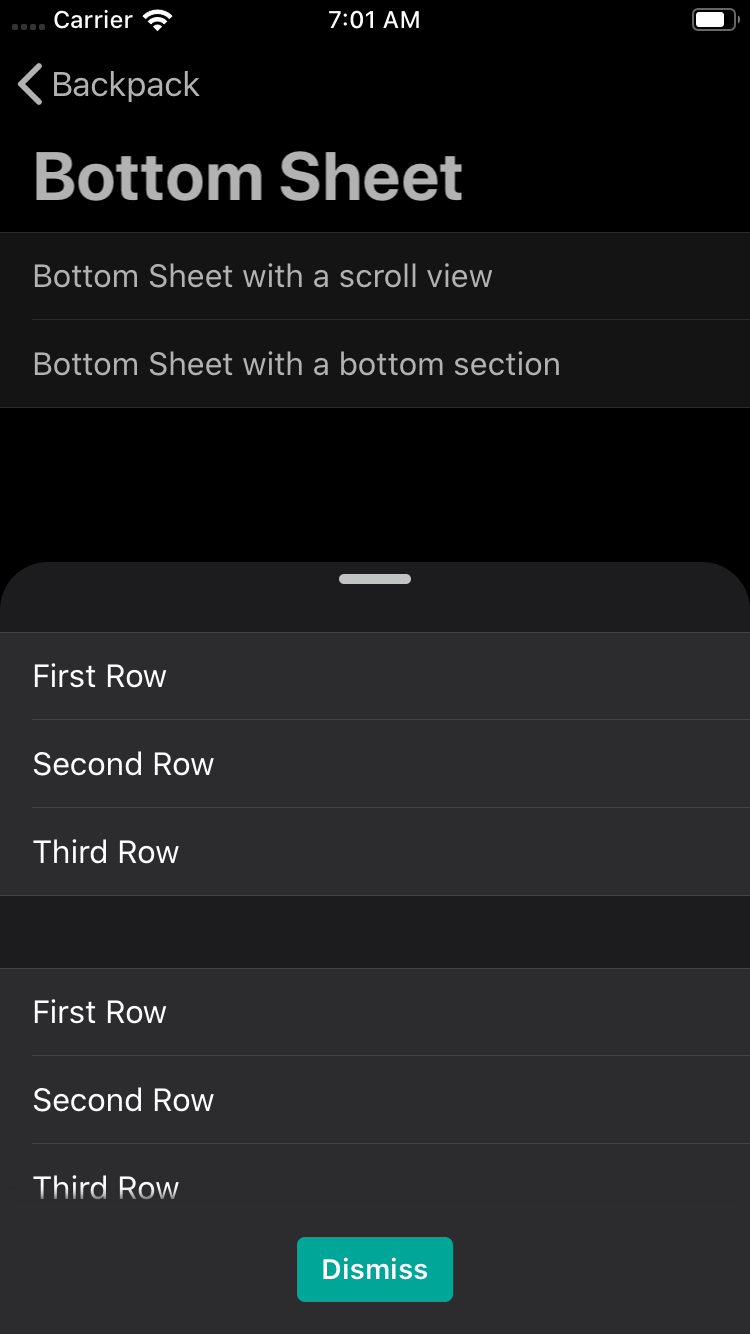 Carrier 7:01 AM
Backpack
Bottom Sheet
Bottom Sheet with a scroll view
Bottom Sheet with a bottom section
First Row
Second Row
Third Row
First Row
Second Row
Third Row
Dismiss